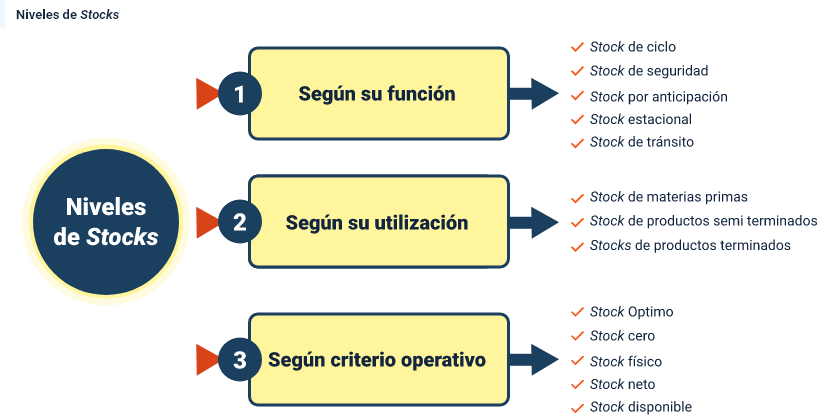 Niveles de Stocks
Niveles
de Stocks
1
Según su función
Stock de ciclo
Stock de seguridad
Stock por anticipación
Stock estacional
Stock de tránsito
2
Según su utilización
Stock de materias primas
Stock de productos semi terminados
Stocks de productos terminados
3
Según criterio operativo
Stock Optimo
Stock cero
Stock físico
Stock neto
Stock disponible